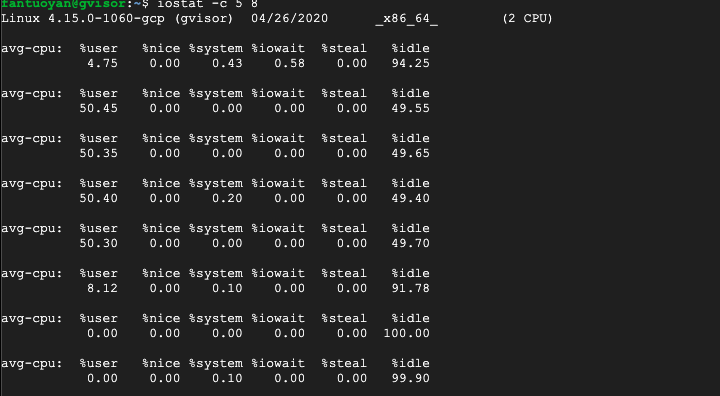 fantuoyan@gvisor:~$ iostat -c 5 8
Linux 4.15.0-1060-gcp (gvisor) 04/26/2020 _x86_64_ (2 CPU)
avg-cpu: %user %nice %system %iowait %steal %idle
4.75 0.00 0.43 0.58 0.00 94.25
avg-cpu: %user %nice %system %iowait %steal %idle
50.45 0.00 0.00 0.00 0.00 49.55
avg-cpu: %user %nice %system %iowait %steal %idle
50.35 0.00 0.00 0.00 0.00 49.65
avg-cpu: %user %nice %system %iowait %steal %idle
50.40 0.00 0.20 0.00 0.00 49.40
avg-cpu: %user %nice %system %iowait %steal %idle
50.30 0.00 0.00 0.00 0.00 49.70
avg-cpu: %user %nice %system %iowait %steal %idle
8.12 0.00 0.10 0.00 0.00 91.78
avg-cpu: %user %nice %system %iowait %steal %idle
0.00 0.00 0.00 0.00 0.00 100.00
avg-cpu: %user %nice %system %iowait %steal %idle
0.00 0.00 0.10 0.00 0.00 99.90